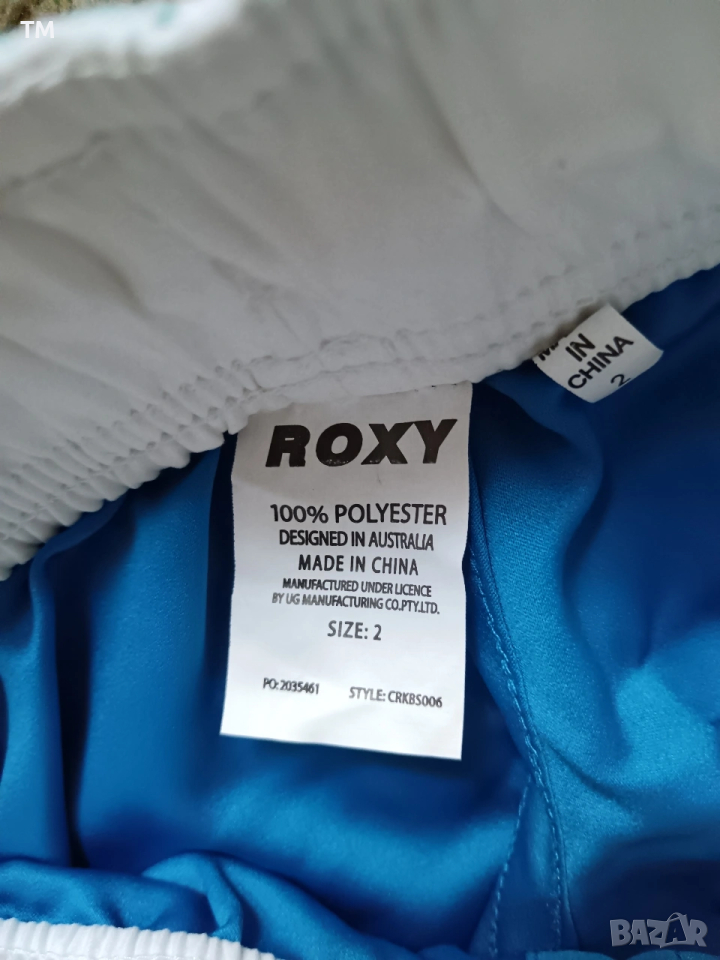 TM
IN
CHINA
2
ROXY
100% POLYESTER
DESIGNED IN AUSTRALIA
MADE IN CHINA
MANUFACTURED UNDER LICENCE
BY UG MANUFACTURING CO.PTY.LTD.
SIZE: 2
PO:2035461 STYLE: CRKBS006
BAZAR